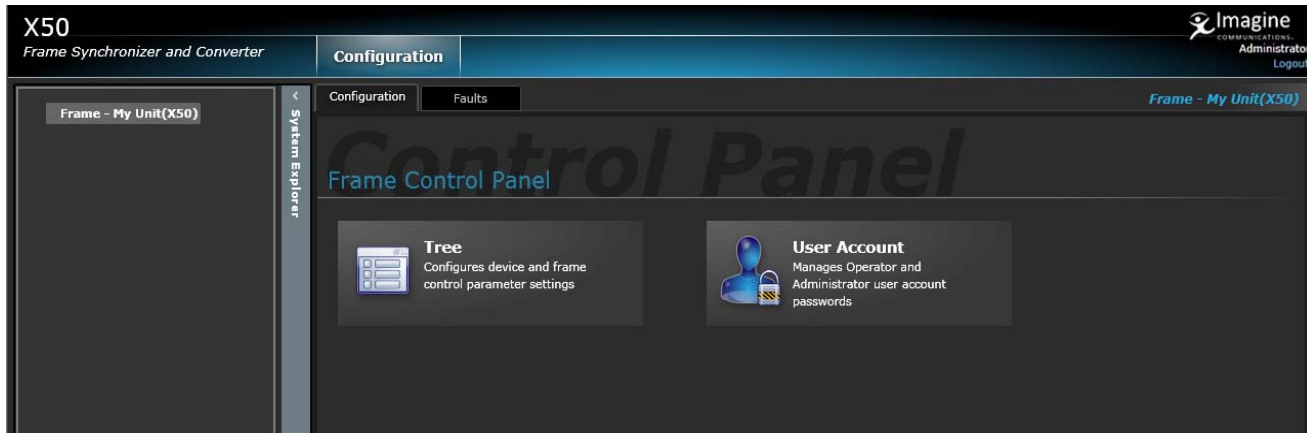 X50
Frame Synchronizer and Converter
Configuration
Imagine
COMMUNICATIONS.
Administrator
Logout
Frame - My Unit(X50)
<
System Explorer
Configuration
Faults
Frame - My Unit(X50)
Control Panel
Frame Control Panel
Tree
Configures device and frame
control parameter settings
User Account
Manages Operator and
Administrator user account
passwords